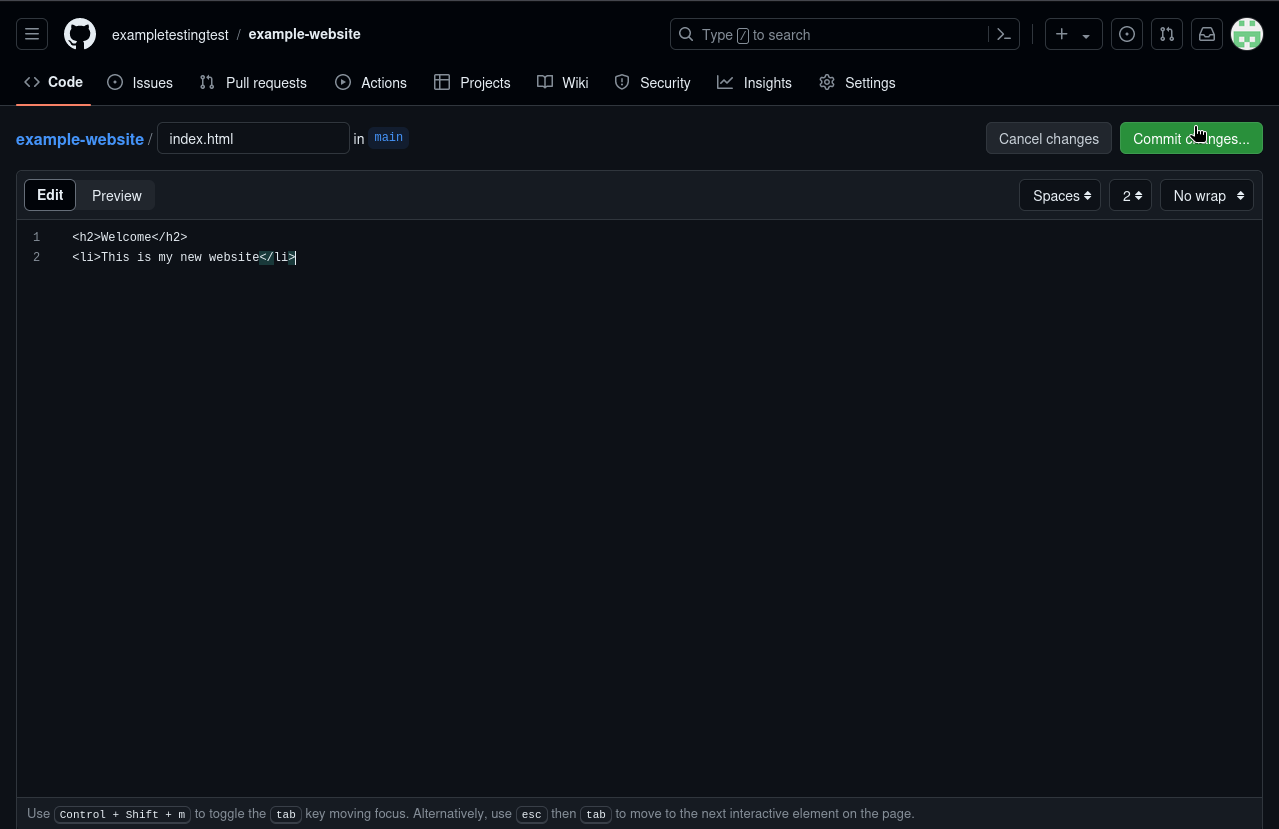 exampletestingtest / example-website
Type / to search
Code Issues Pull requests Actions Projects Wiki Security Insights Settings
example-website / index.html in main Cancel changes Commit changes...
Edit Preview Spaces 2 No wrap
1 <h2>Welcome</h2>
2 <li>This is my new website</li>
Use Control + Shift + m to toggle the tab key moving focus. Alternatively, use esc then tab to move to the next interactive element on the page.